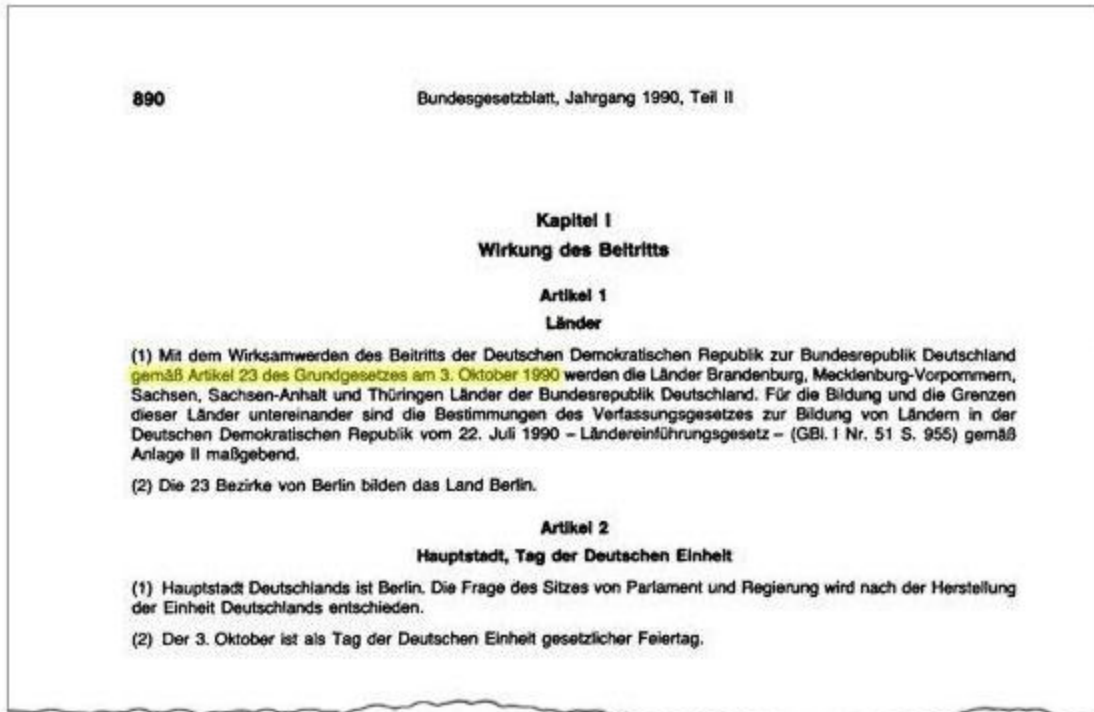 890
Bundesgesetzblatt, Jahrgang 1990, Teil II
Kapitel I
Wirkung des Beitritts
Artikel 1
Länder
(1) Mit dem Wirksamwerden des Beitritts der Deutschen Demokratischen Republik zur Bundesrepublik Deutschland
gemäß Artikel 23 des Grundgesetzes am 3. Oktober 1990 werden die Länder Brandenburg, Mecklenburg-Vorpommern,
Sachsen, Sachsen-Anhalt und Thüringen Länder der Bundesrepublik Deutschland. Für die Bildung und die Grenzen
dieser Länder untereinander sind die Bestimmungen des Verfassungsgesetzes zur Bildung von Ländern in der
Deutschen Demokratischen Republik vom 22. Juli 1990 – Ländereinführungsgesetz – (GBl. I Nr. 51 S. 955) gemäß
Anlage II maßgebend.
(2) Die 23 Bezirke von Berlin bilden das Land Berlin.
Artikel 2
Hauptstadt, Tag der Deutschen Einheit
(1) Hauptstadt Deutschlands ist Berlin. Die Frage des Sitzes von Parlament und Regierung wird nach der Herstellung
der Einheit Deutschlands entschieden.
(2) Der 3. Oktober ist als Tag der Deutschen Einheit gesetzlicher Feiertag.